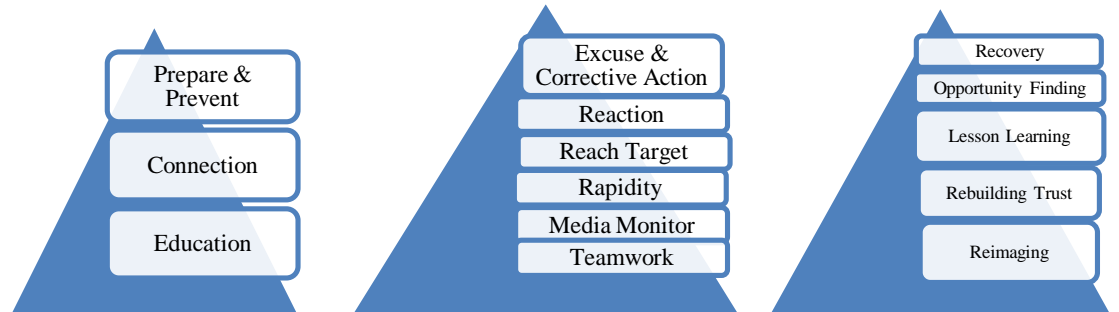 Prepare &
Prevent
Connection
Education
Excuse &
Corrective Action
Reaction
Reach Target
Rapidity
Media Monitor
Teamwork
Recovery
Opportunity Finding
Lesson Learning
Rebuilding Trust
Reimaging